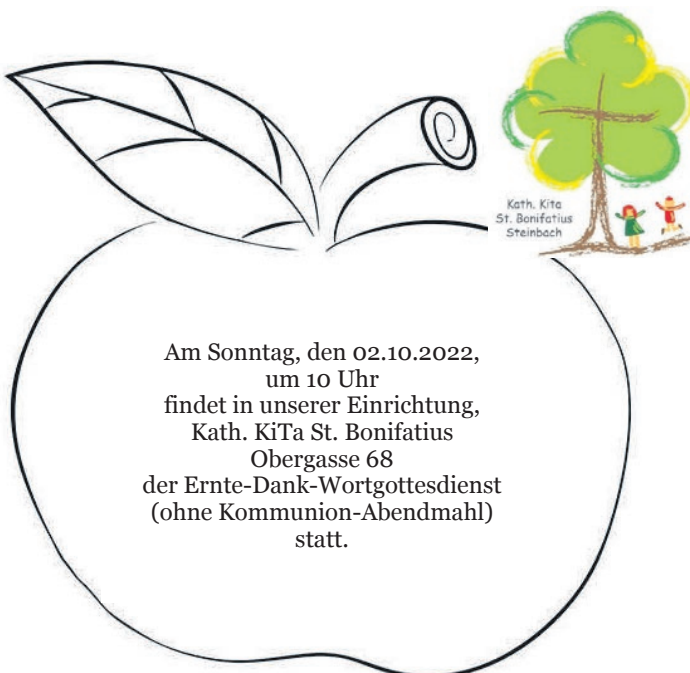 Kath. Kita
St. Bonifatius
Steinbach
Am Sonntag, den 02.10.2022,
um 10 Uhr
findet in unserer Einrichtung,
Kath. KiTa St. Bonifatius
Obergasse 68
der Ernte-Dank-Wortgottesdienst
(ohne Kommunion-Abendmahl)
statt.